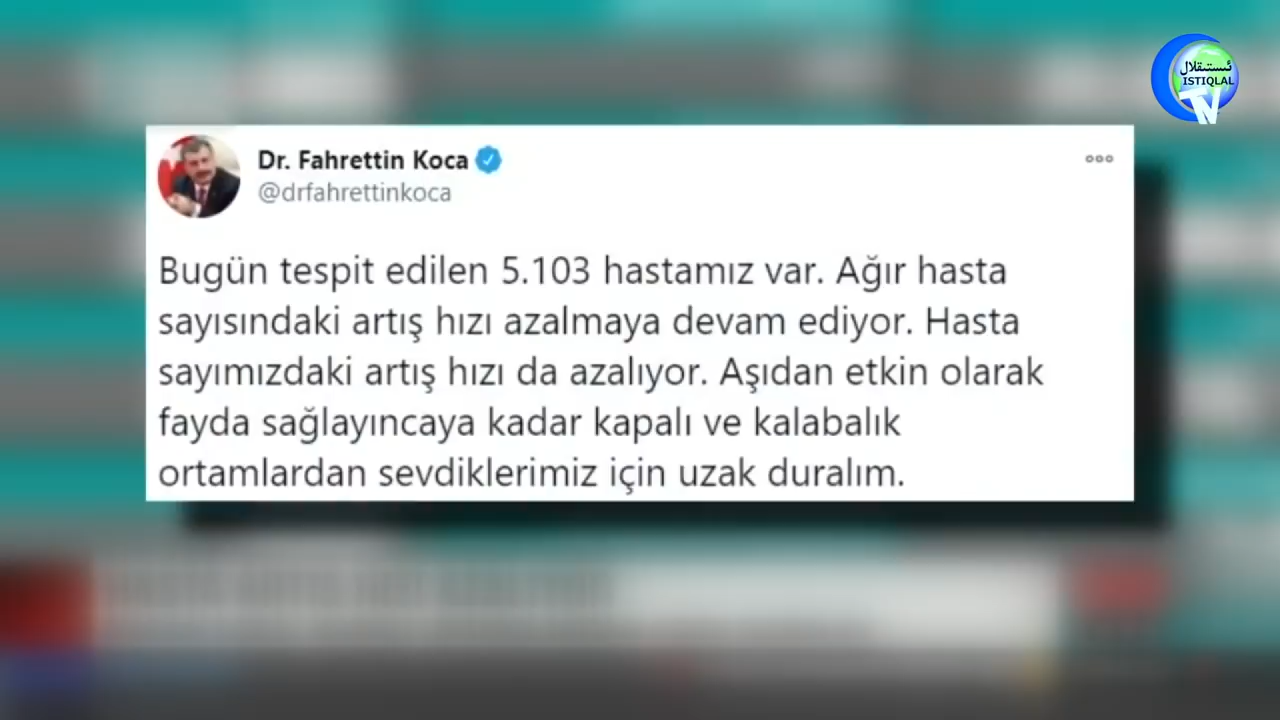 ئىستىقلال
ISTIQLAL
TV
Dr. Fahrettin Koca
@drfahrettinkoca
Bugün tespit edilen 5.103 hastamız var. Ağır hasta
sayısındaki artış hızı azalmaya devam ediyor. Hasta
sayımızdaki artış hızı da azalıyor. Aşıdan etkin olarak
fayda sağlayıncaya kadar kapalı ve kalabalık
ortamlardan sevdiklerimiz için uzak duralım.